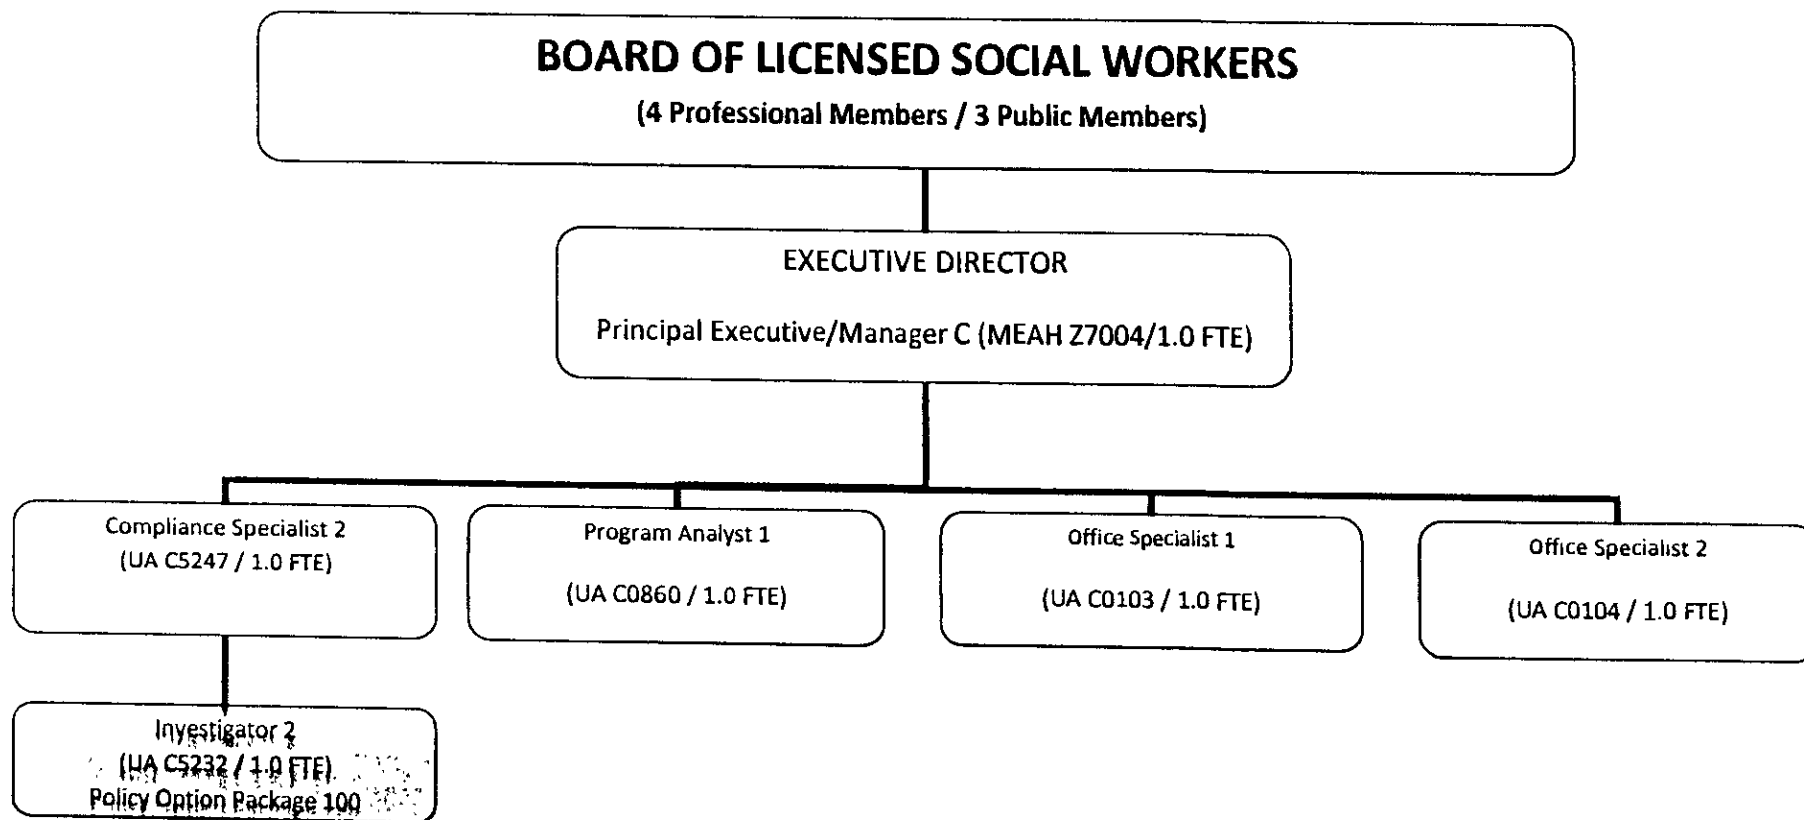 BOARD OF LICENSED SOCIAL WORKERS
(4 Professional Members / 3 Public Members)
EXECUTIVE DIRECTOR
Principal Executive/Manager C (MEAH Z7004/1.0 FTE)
Compliance Specialist 2
(UA C5247 / 1.0 FTE)
Program Analyst 1
(UA C0860 / 1.0 FTE)
Office Specialist 1
(UA C0103 / 1.0 FTE)
Office Specialist 2
(UA C0104 / 1.0 FTE)
Investigator 2
(UA C5232 / 1.0 FTE)
Policy Option Package 100